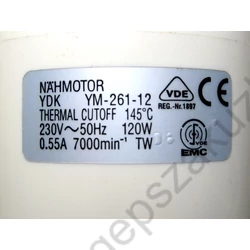 NÄHMOTOR
YDK YM-261-12
THERMAL CUTOFF 145°C
230V~50Hz 120W
0.55A 7000min⁻¹ TW
VDE
REG.-Nr.1897
EMC